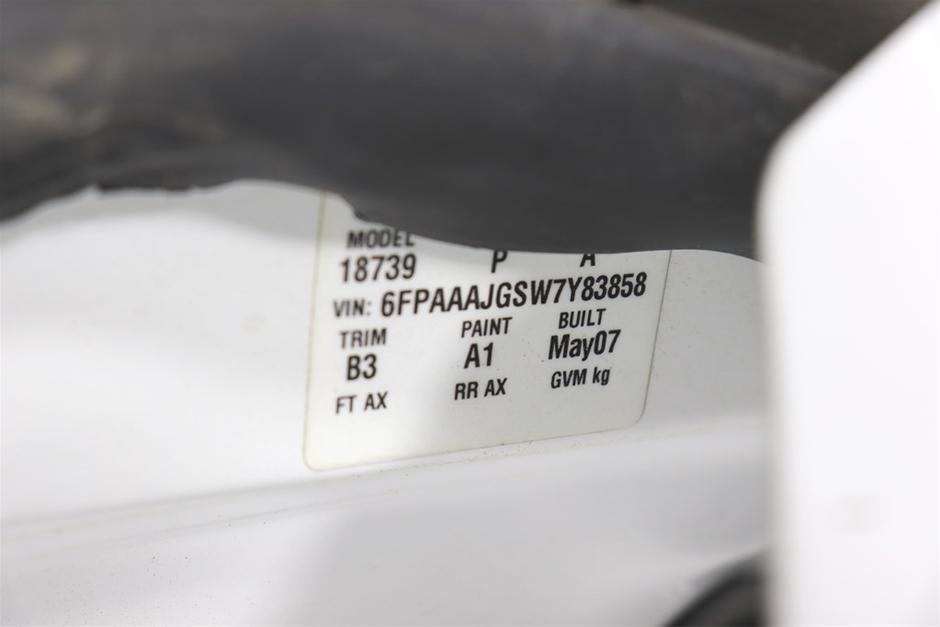 MODEL
18739 P A
VIN: 6FPAAAJGSW7Y83858
TRIM PAINT BUILT
B3 A1 May07
FT AX RR AX GVM kg